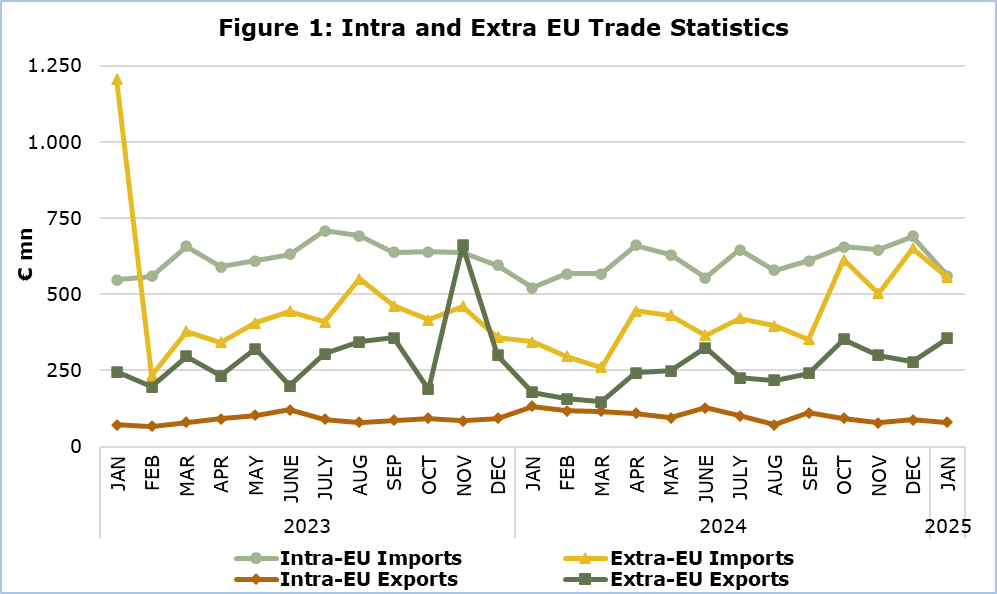 Figure 1: Intra and Extra EU Trade Statistics
€ mn
1.250
1.000
750
500
250
0
JAN FEB MAR APR MAY JUNE JULY AUG SEP OCT NOV DEC JAN FEB MAR APR MAY JUNE JULY AUG SEP OCT NOV DEC JAN
2023 2024 2025
Intra-EU Imports Extra-EU Imports
Intra-EU Exports Extra-EU Exports